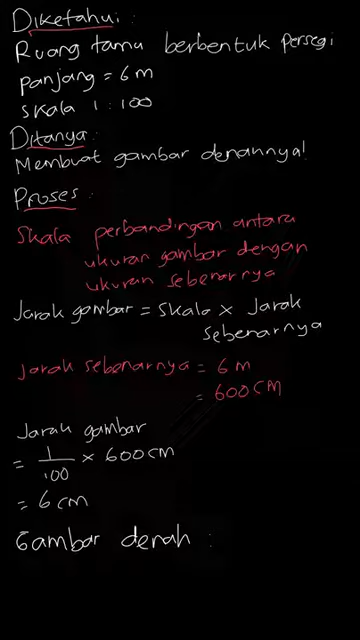 Diketahui :
Ruang tamu berbentuk persegi
panjang = 6 m
skala 1 : 100
Ditanya :
Membuat gambar denahnya!
Proses :
Skala perbandingan antara
ukuran gambar dengan
ukuran sebenarnya
Jarak gambar = Skala × Jarak
sebenarnya
Jarak sebenarnya = 6 m
= 600 cm
Jarak gambar
= 1/100 × 600 cm
= 6 cm
Gambar denah :